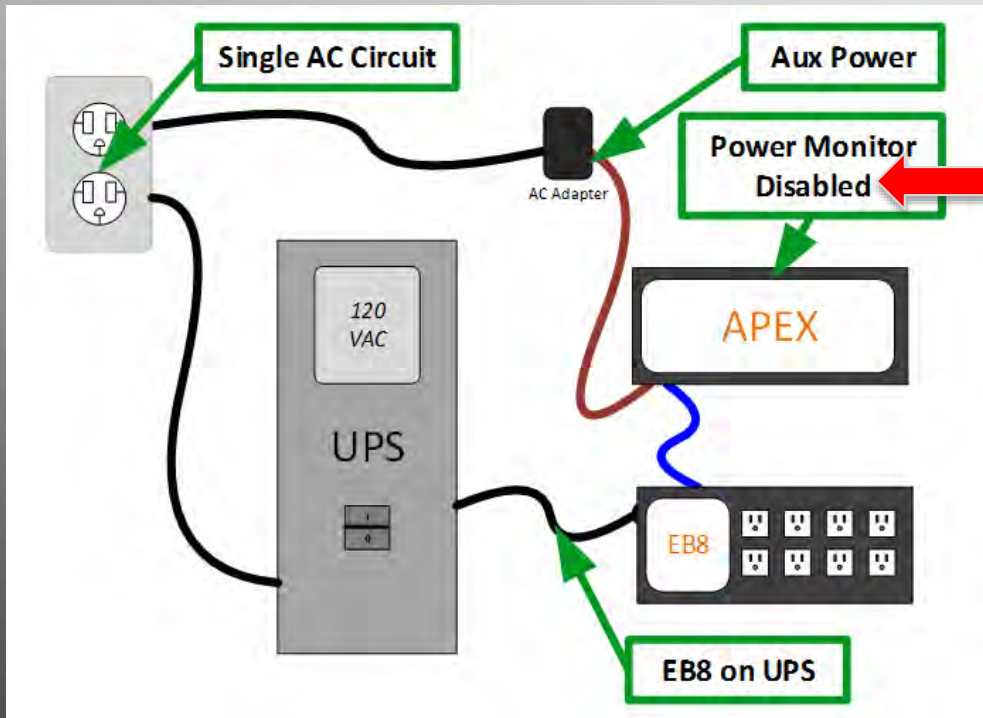 Single AC Circuit
Aux Power
Power Monitor
Disabled
AC Adapter
120
VAC
APEX
UPS
I
0
EB8
EB8 on UPS